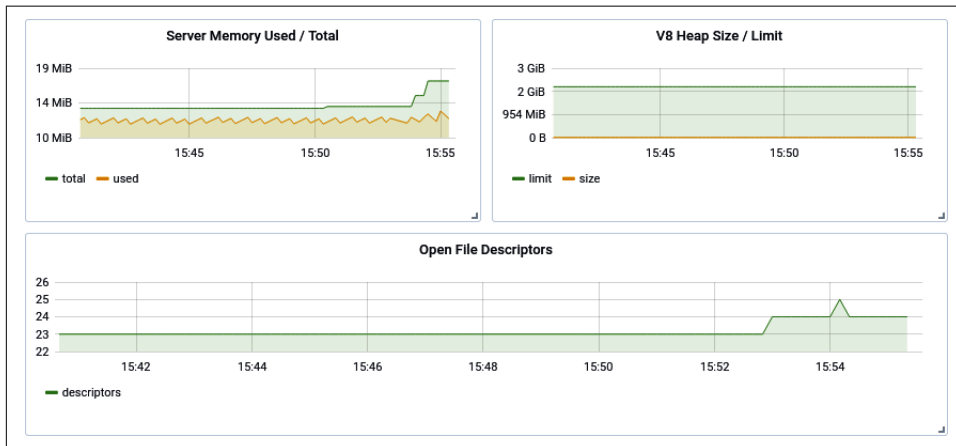 Server Memory Used / Total
19 MiB
14 MiB
10 MiB
15:45 15:50 15:55
total used
V8 Heap Size / Limit
3 GiB
2 GiB
954 MiB
0 B
15:45 15:50 15:55
limit size
Open File Descriptors
26
25
24
23
22
15:42 15:44 15:46 15:48 15:50 15:52 15:54
descriptors